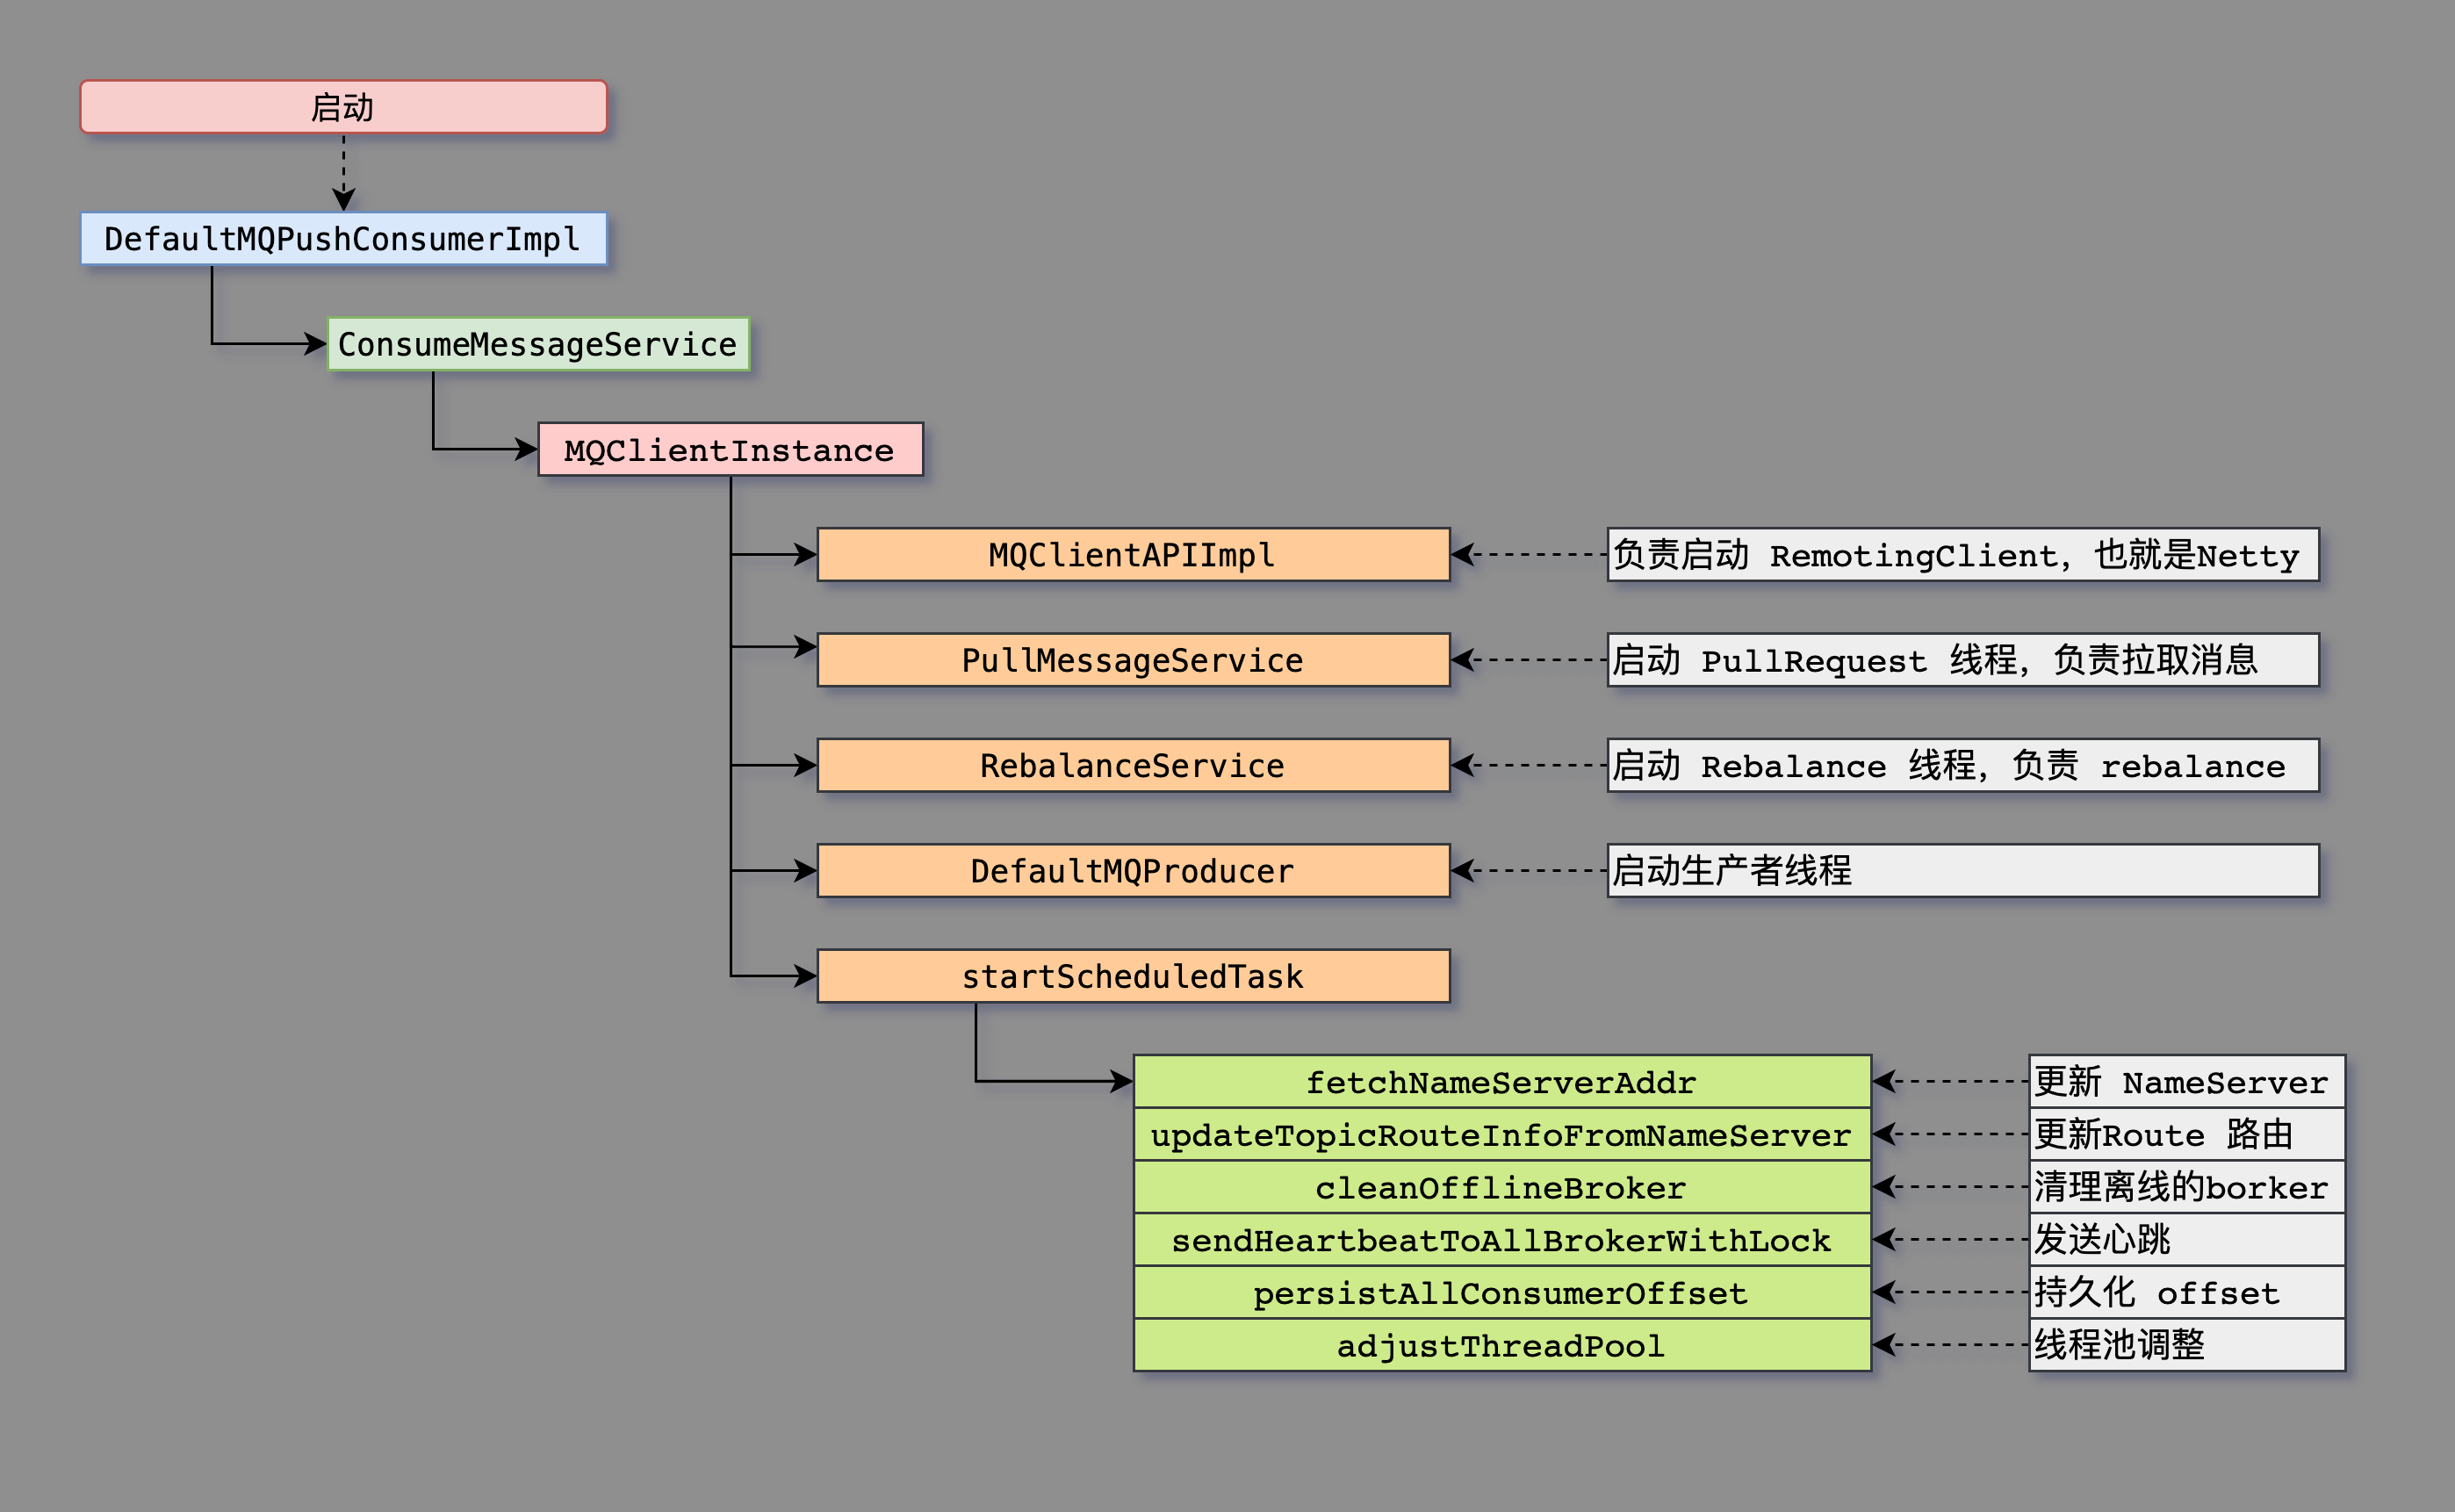 启动
DefaultMQPushConsumerImpl
ConsumeMessageService
MQClientInstance
MQClientAPIImpl
负责启动 RemotingClient，也就是Netty
PullMessageService
启动 PullRequest 线程，负责拉取消息
RebalanceService
启动 Rebalance 线程，负责 rebalance
DefaultMQProducer
启动生产者线程
startScheduledTask
fetchNameServerAddr
更新 NameServer
updateTopicRouteInfoFromNameServer
更新Route 路由
cleanOfflineBroker
清理离线的borker
sendHeartbeatToAllBrokerWithLock
发送心跳
persistAllConsumerOffset
持久化 offset
adjustThreadPool
线程池调整